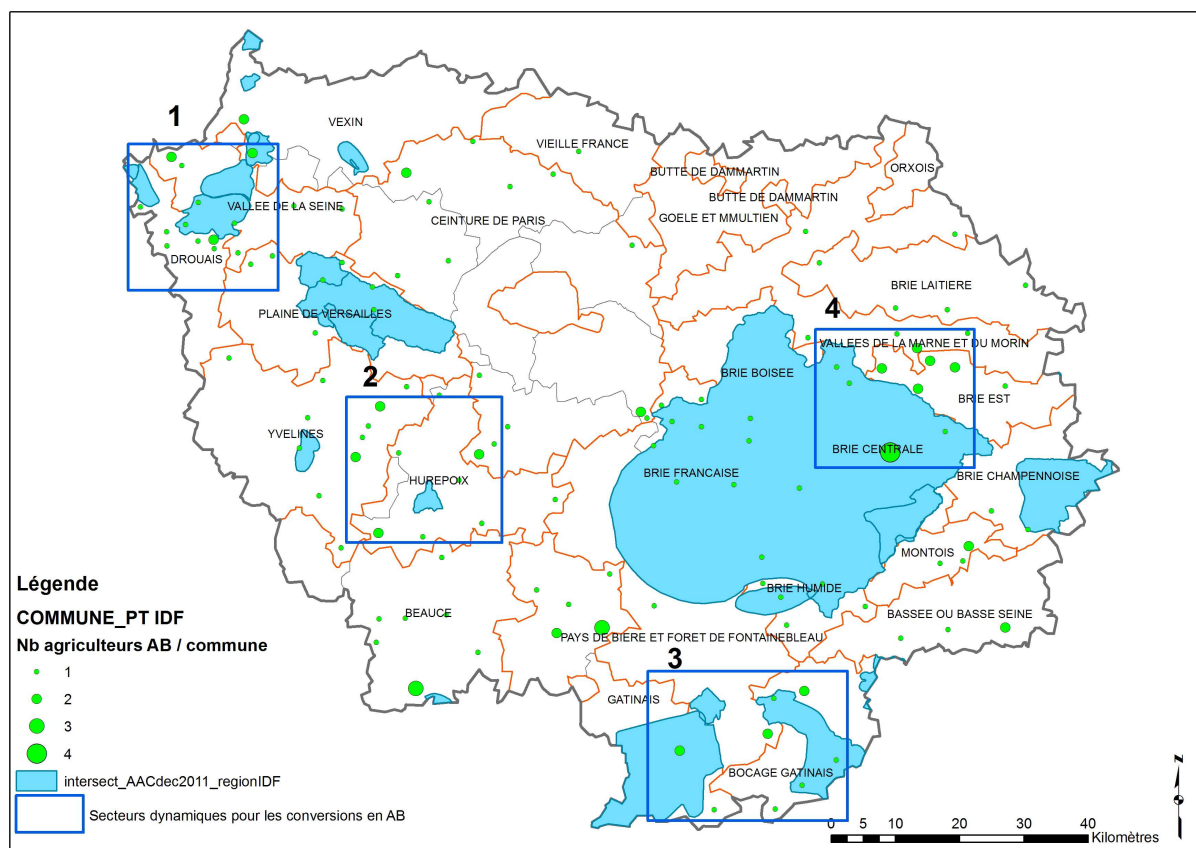 1
VEXIN
VIEILLE FRANCE
BUTTE DE DAMMARTIN
ORXOIS
BUTTE DE DAMMARTIN
VALLEE DE LA SEINE
CEINTURE DE PARIS
GOELE ET MMULTIEN
DROUAIS
BRIE LAITIERE
4
PLAINE DE VERSAILLES
VALLEES DE LA MARNE ET DU MORIN
2
BRIE BOISEE
BRIE EST
YVELINES
BRIE CENTRALE
HUREPOIX
BRIE FRANCAISE
BRIE CHAMPENNOISE
MONTOIS
BRIE HUMIDE
BEAUCE
BASSEE OU BASSE SEINE
PAYS DE BIERE ET FORET DE FONTAINEBLEAU
3
GATINAIS
BOCAGE GATINAIS
Légende
COMMUNE_PT IDF
Nb agriculteurs AB / commune
1
2
3
4
intersect_AACdec2011_regionIDF
Secteurs dynamiques pour les conversions en AB
N
0 5 10 20 30 40
Kilomètres